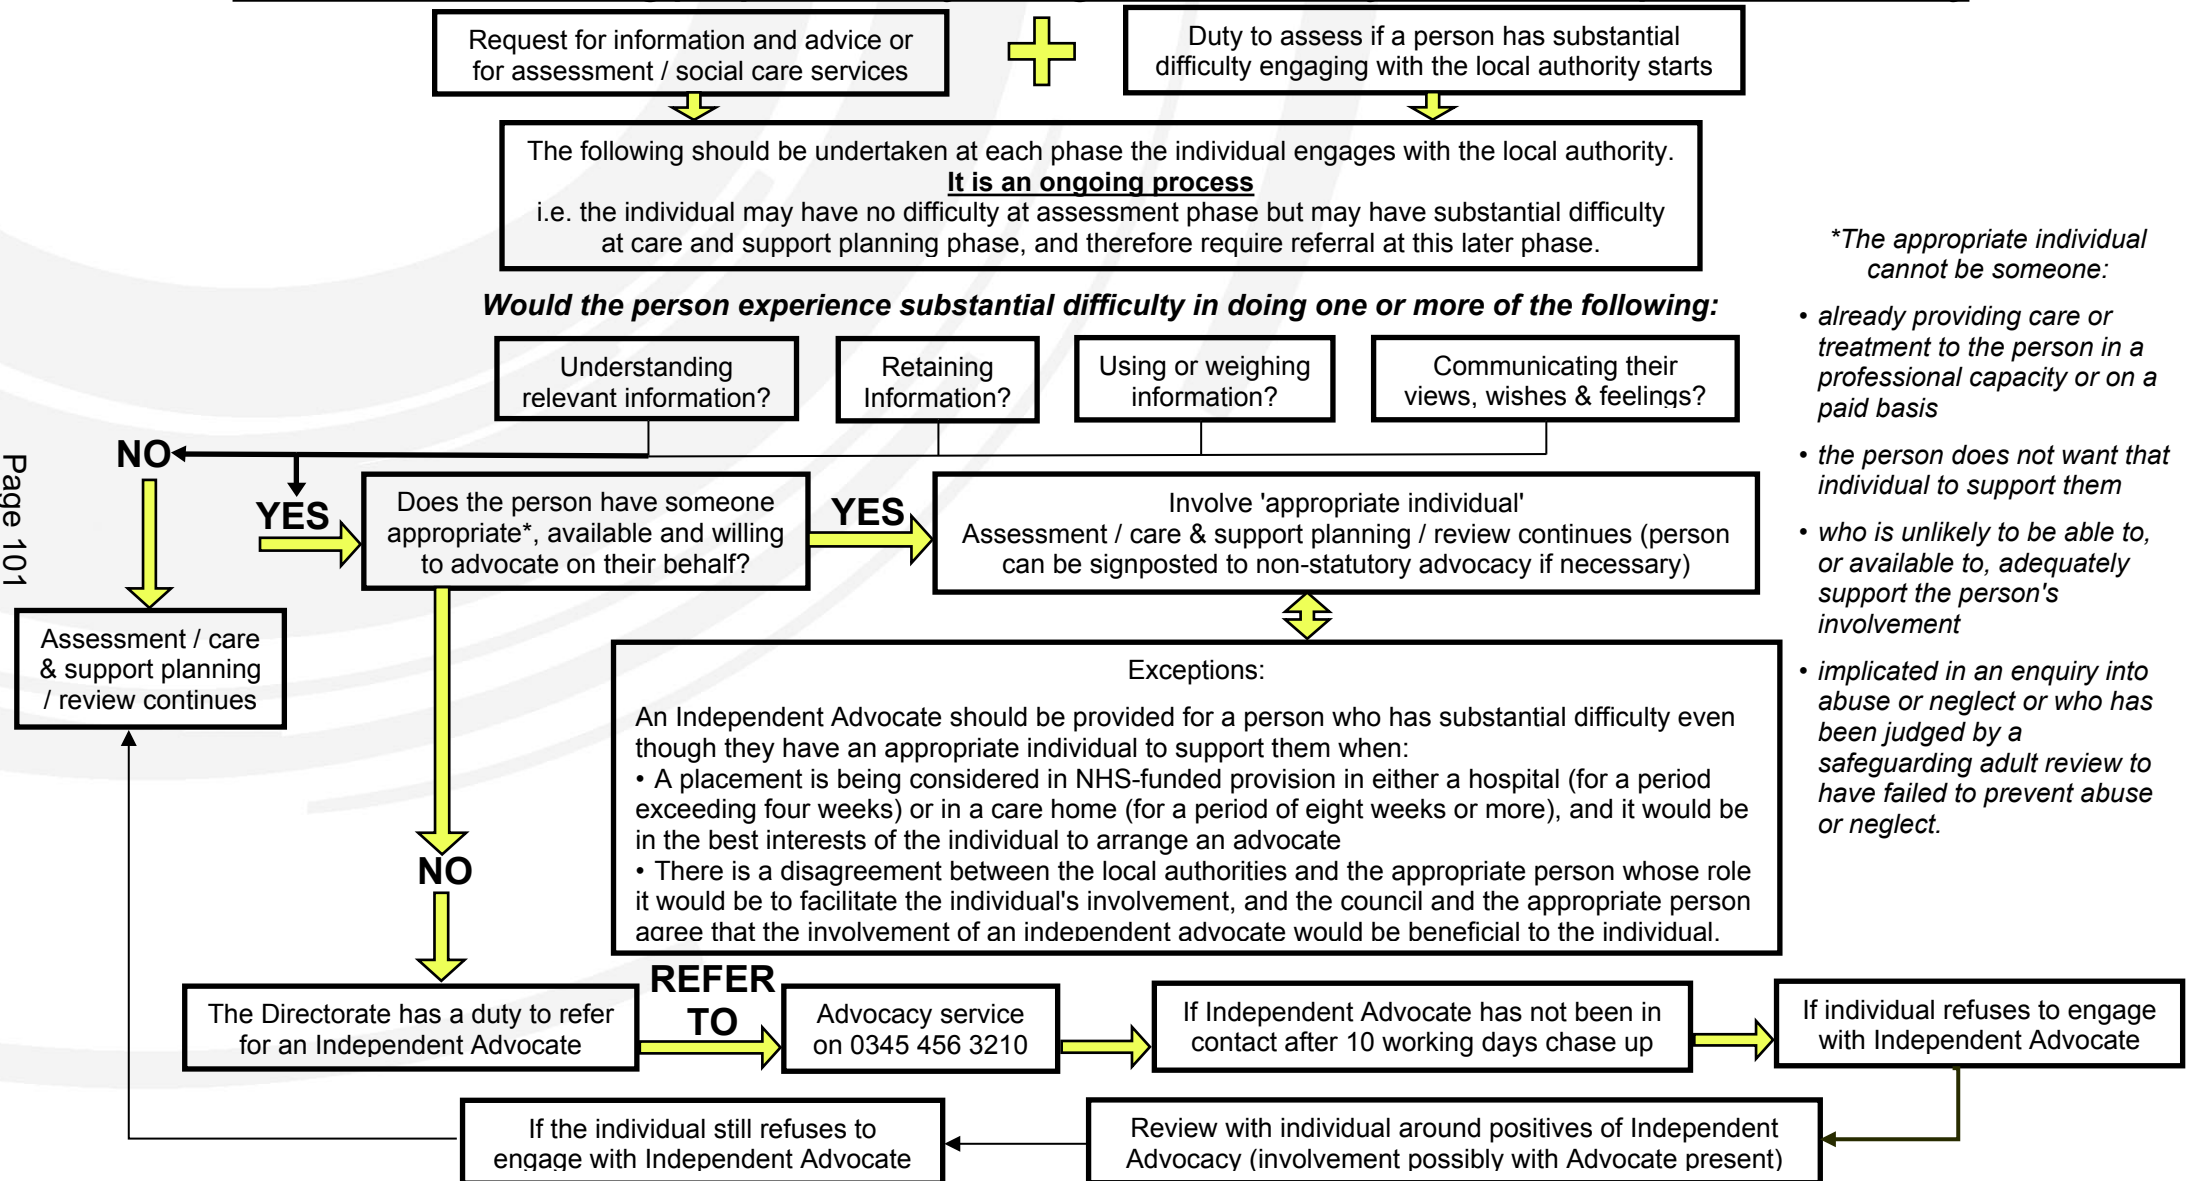 Request for information and advice or
for assessment / social care services
Duty to assess if a person has substantial
difficulty engaging with the local authority starts
The following should be undertaken at each phase the individual engages with the local authority.
It is an ongoing process
i.e. the individual may have no difficulty at assessment phase but may have substantial difficulty
at care and support planning phase, and therefore require referral at this later phase.
Would the person experience substantial difficulty in doing one or more of the following:
Understanding
relevant information?
Retaining
Information?
Using or weighing
information?
Communicating their
views, wishes & feelings?
NO
YES
Does the person have someone
appropriate*, available and willing
to advocate on their behalf?
YES
Involve 'appropriate individual'
Assessment / care & support planning / review continues (person
can be signposted to non-statutory advocacy if necessary)
Assessment / care
& support planning
/ review continues
Exceptions:
An Independent Advocate should be provided for a person who has substantial difficulty even
though they have an appropriate individual to support them when:
• A placement is being considered in NHS-funded provision in either a hospital (for a period
exceeding four weeks) or in a care home (for a period of eight weeks or more), and it would be
in the best interests of the individual to arrange an advocate
• There is a disagreement between the local authorities and the appropriate person whose role
it would be to facilitate the individual's involvement, and the council and the appropriate person
agree that the involvement of an independent advocate would be beneficial to the individual.
*The appropriate individual
cannot be someone:
• already providing care or
treatment to the person in a
professional capacity or on a
paid basis
• the person does not want that
individual to support them
• who is unlikely to be able to,
or available to, adequately
support the person's
involvement
• implicated in an enquiry into
abuse or neglect or who has
been judged by a
safeguarding adult review to
have failed to prevent abuse
or neglect.
NO
The Directorate has a duty to refer
for an Independent Advocate
REFER
TO
Advocacy service
on 0345 456 3210
If Independent Advocate has not been in
contact after 10 working days chase up
If individual refuses to engage
with Independent Advocate
Review with individual around positives of Independent
Advocacy (involvement possibly with Advocate present)
If the individual still refuses to
engage with Independent Advocate
Page 101